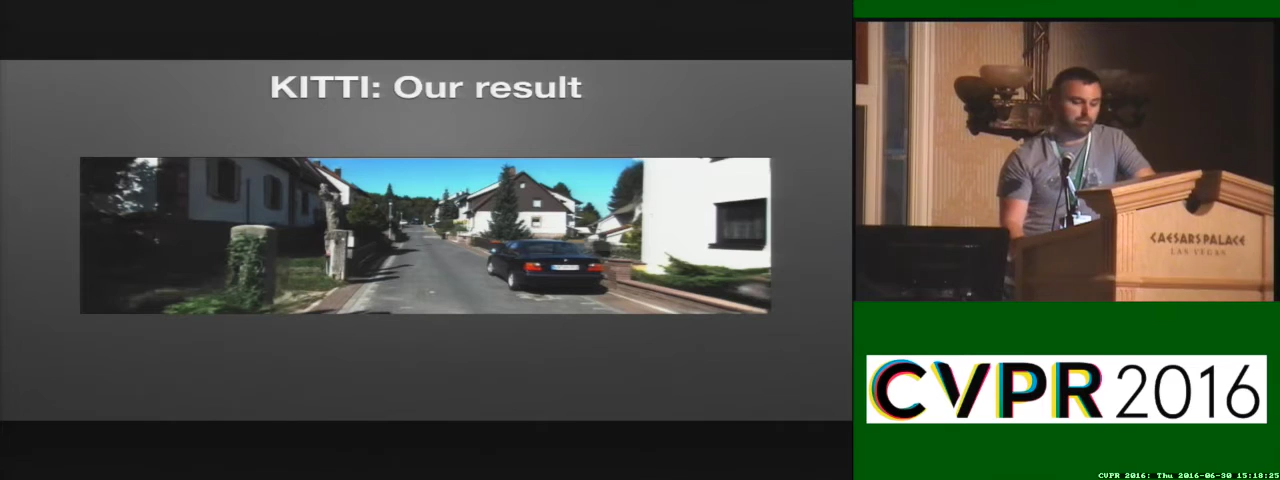 KITTI: Our result
CAESARS PALACE
LAS VEGAS
CVPR 2016
CVPR 2016: Thu 2016-06-30 15:18:25